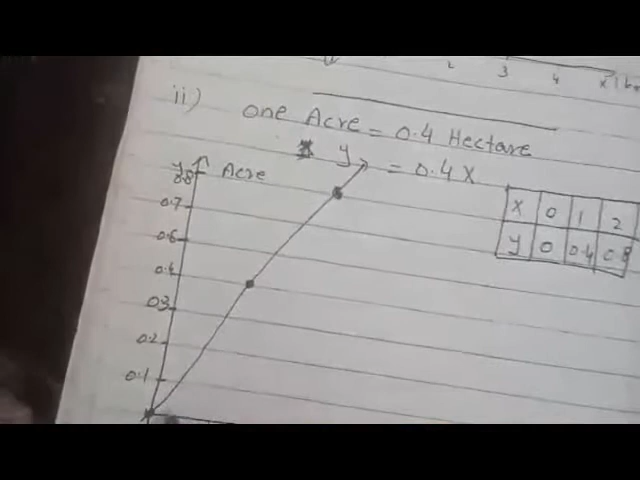 2 3 4
ii) one Acre = 0.4 Hectare
y = 0.4 x
y Acre
0.8
0.7
0.6
0.4
0.3
0.2
0.1
x 0 1 2
y 0 0.4 0.8